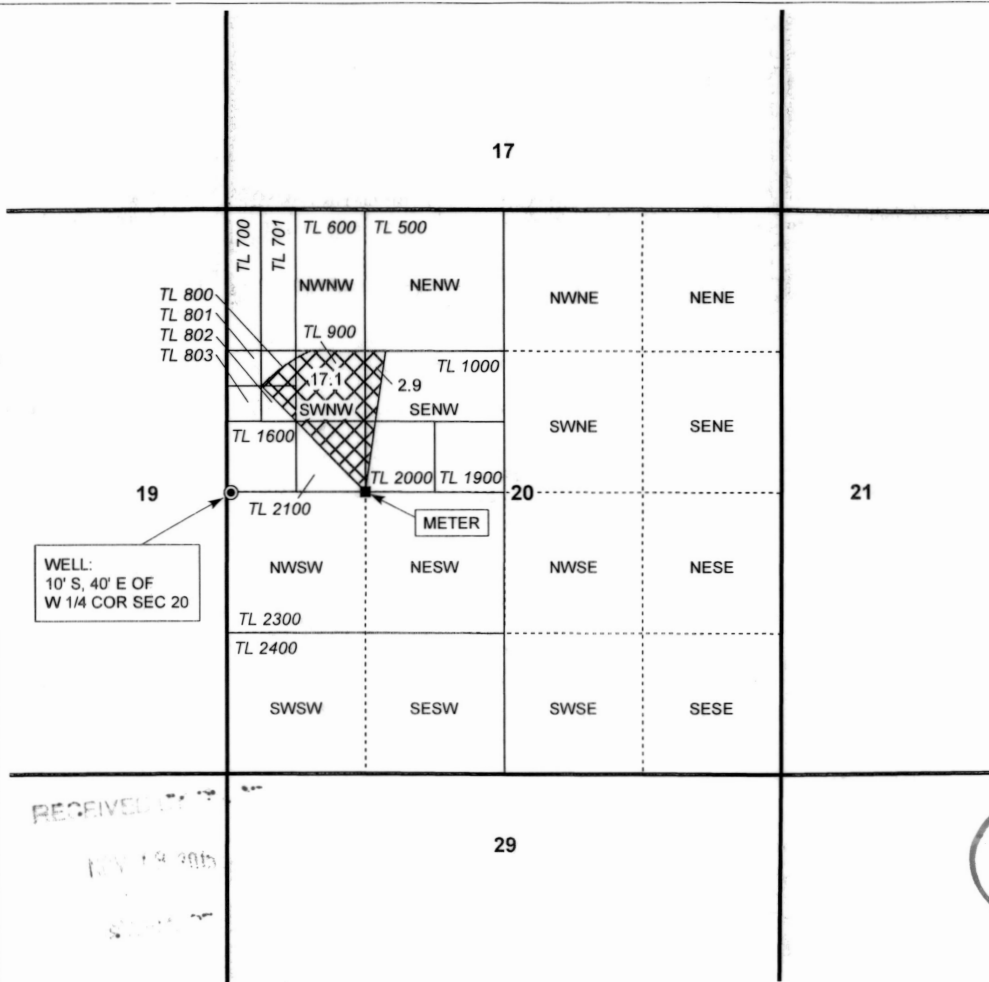 17
TL 700
TL 701
TL 600 TL 500
NWNW NENW NWNE NENE
TL 800
TL 801
TL 802
TL 803
TL 900
TL 1000
17.1
2.9
SWNW SENW SWNE SENE
TL 1600
TL 2000 TL 1900
19
20
21
TL 2100
METER
WELL:
10' S, 40' E OF
W 1/4 COR SEC 20
NWSW NESW NWSE NESE
TL 2300
TL 2400
SWSW SESW SWSE SESE
RECEIVED
29